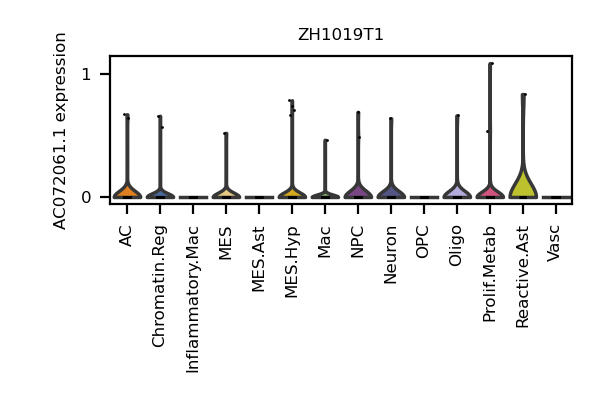 ZH1019T1
AC072061.1 expression
1
0
AC
Chromatin.Reg
Inflammatory.Mac
MES
MES.Ast
MES.Hyp
Mac
NPC
Neuron
OPC
Oligo
Prolif.Metab
Reactive.Ast
Vasc